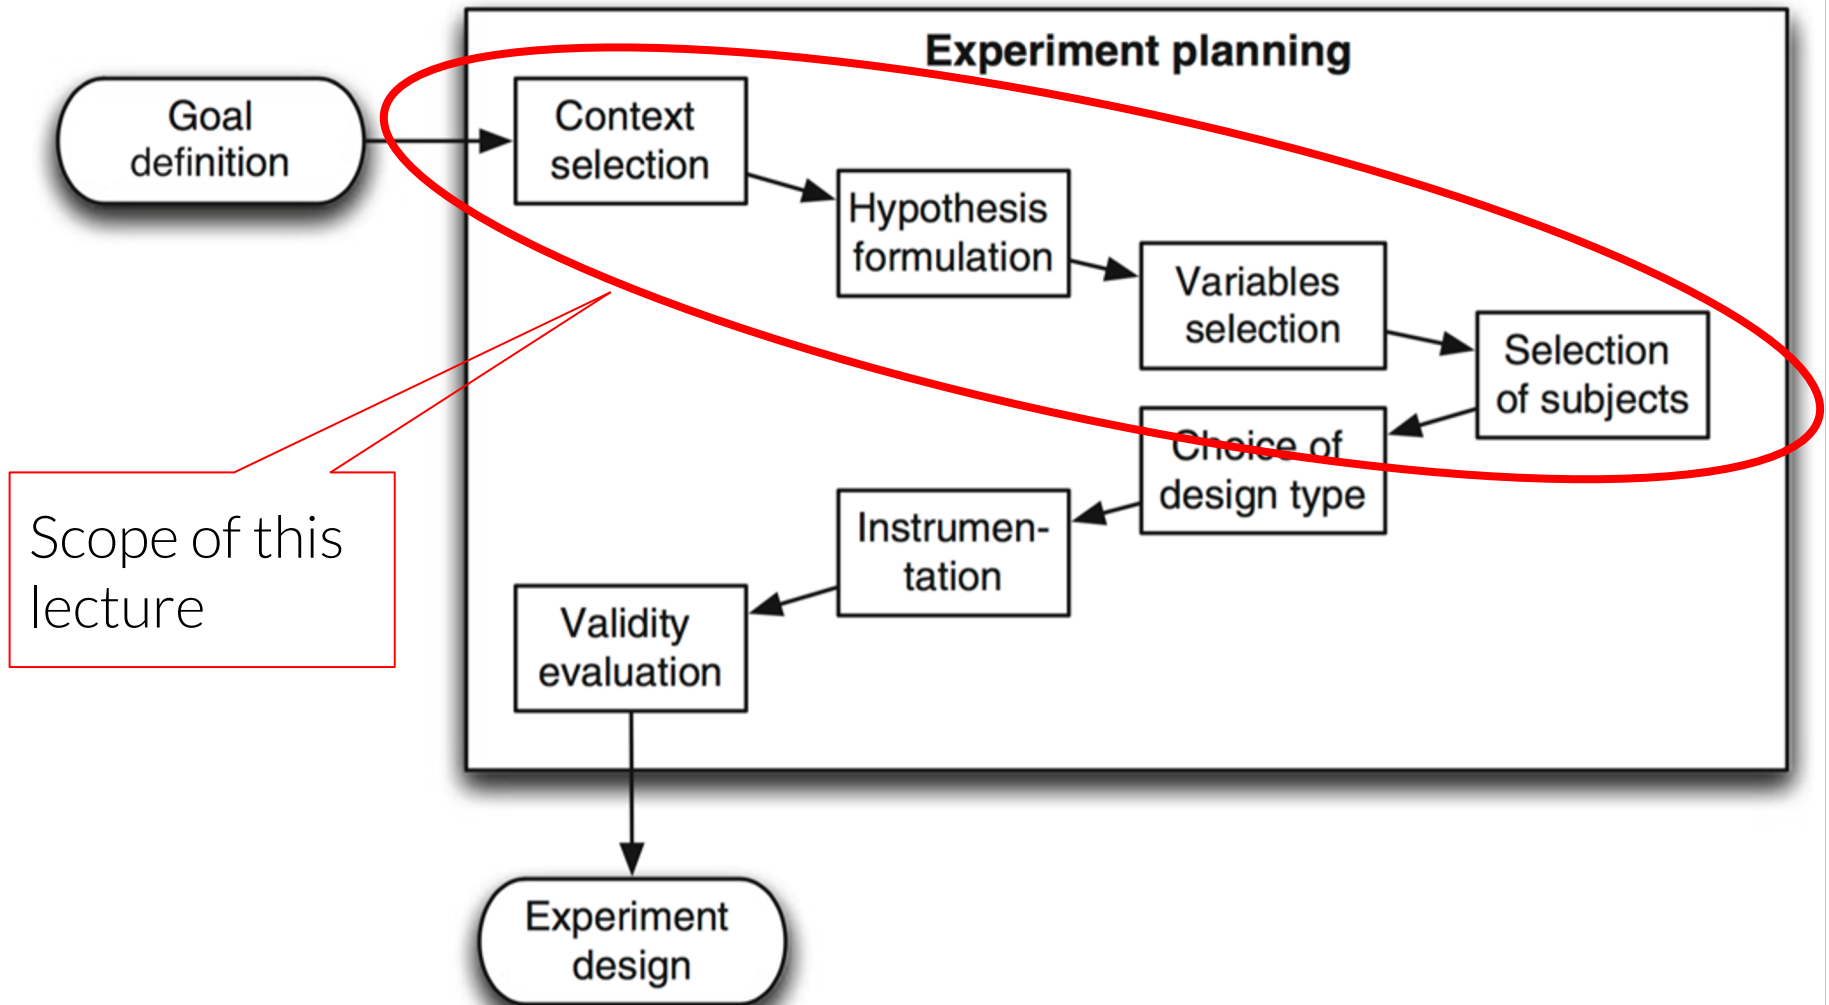 Experiment planning
Goal
definition
Context
selection
Hypothesis
formulation
Variables
selection
Selection
of subjects
Choice of
design type
Instrumen-
tation
Validity
evaluation
Scope of this
lecture
Experiment
design